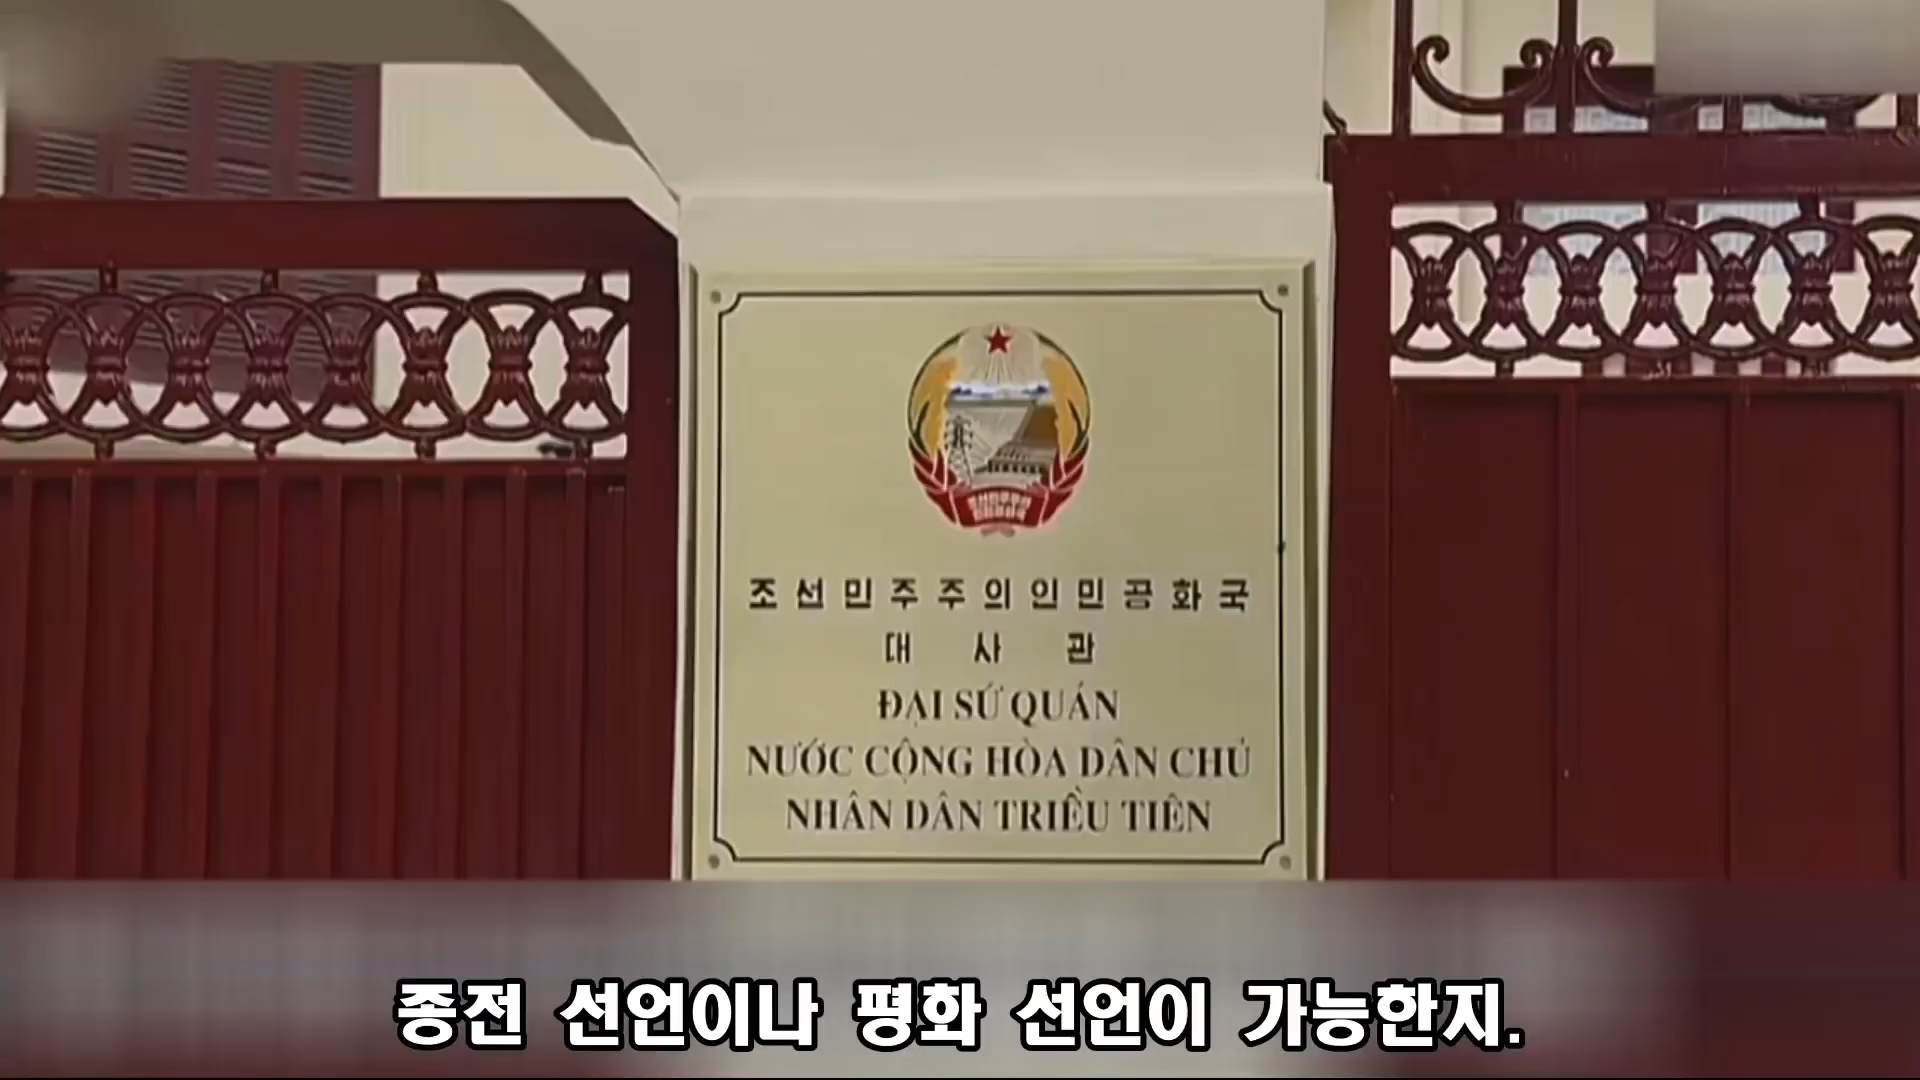 조선민주주의인민공화국
대사관
ĐẠI SỨ QUÁN
NƯỚC CỘNG HÒA DÂN CHỦ
NHÂN DÂN TRIỀU TIÊN
종전 선언이나 평화 선언이 가능한지.